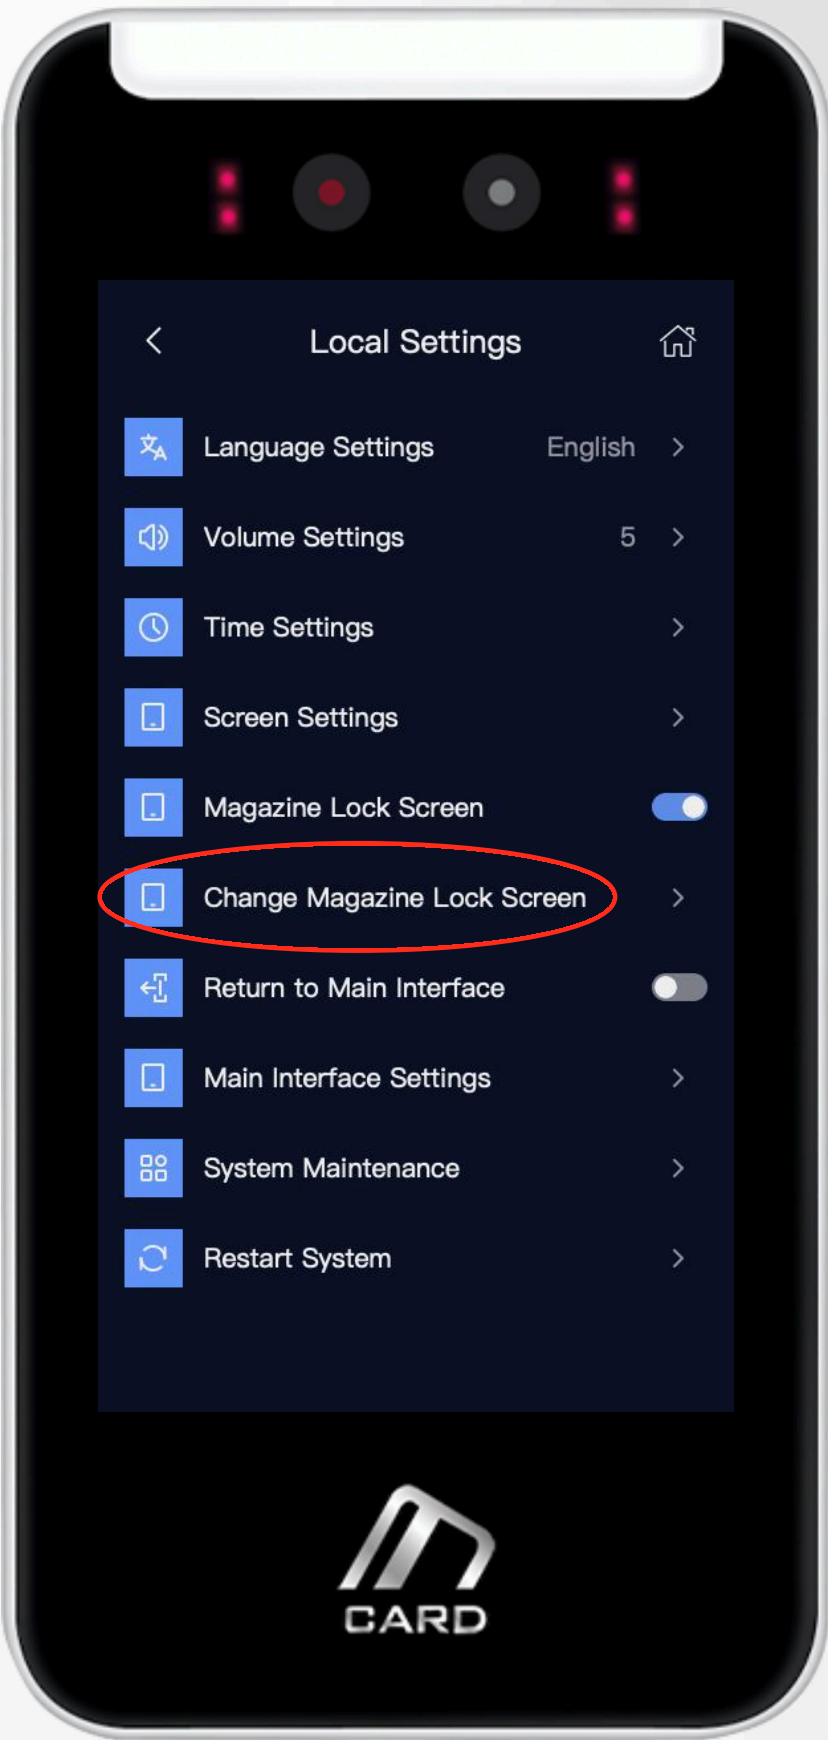 Local Settings
Language Settings English
Volume Settings 5
Time Settings
Screen Settings
Magazine Lock Screen
Change Magazine Lock Screen
Return to Main Interface
Main Interface Settings
System Maintenance
Restart System
CARD